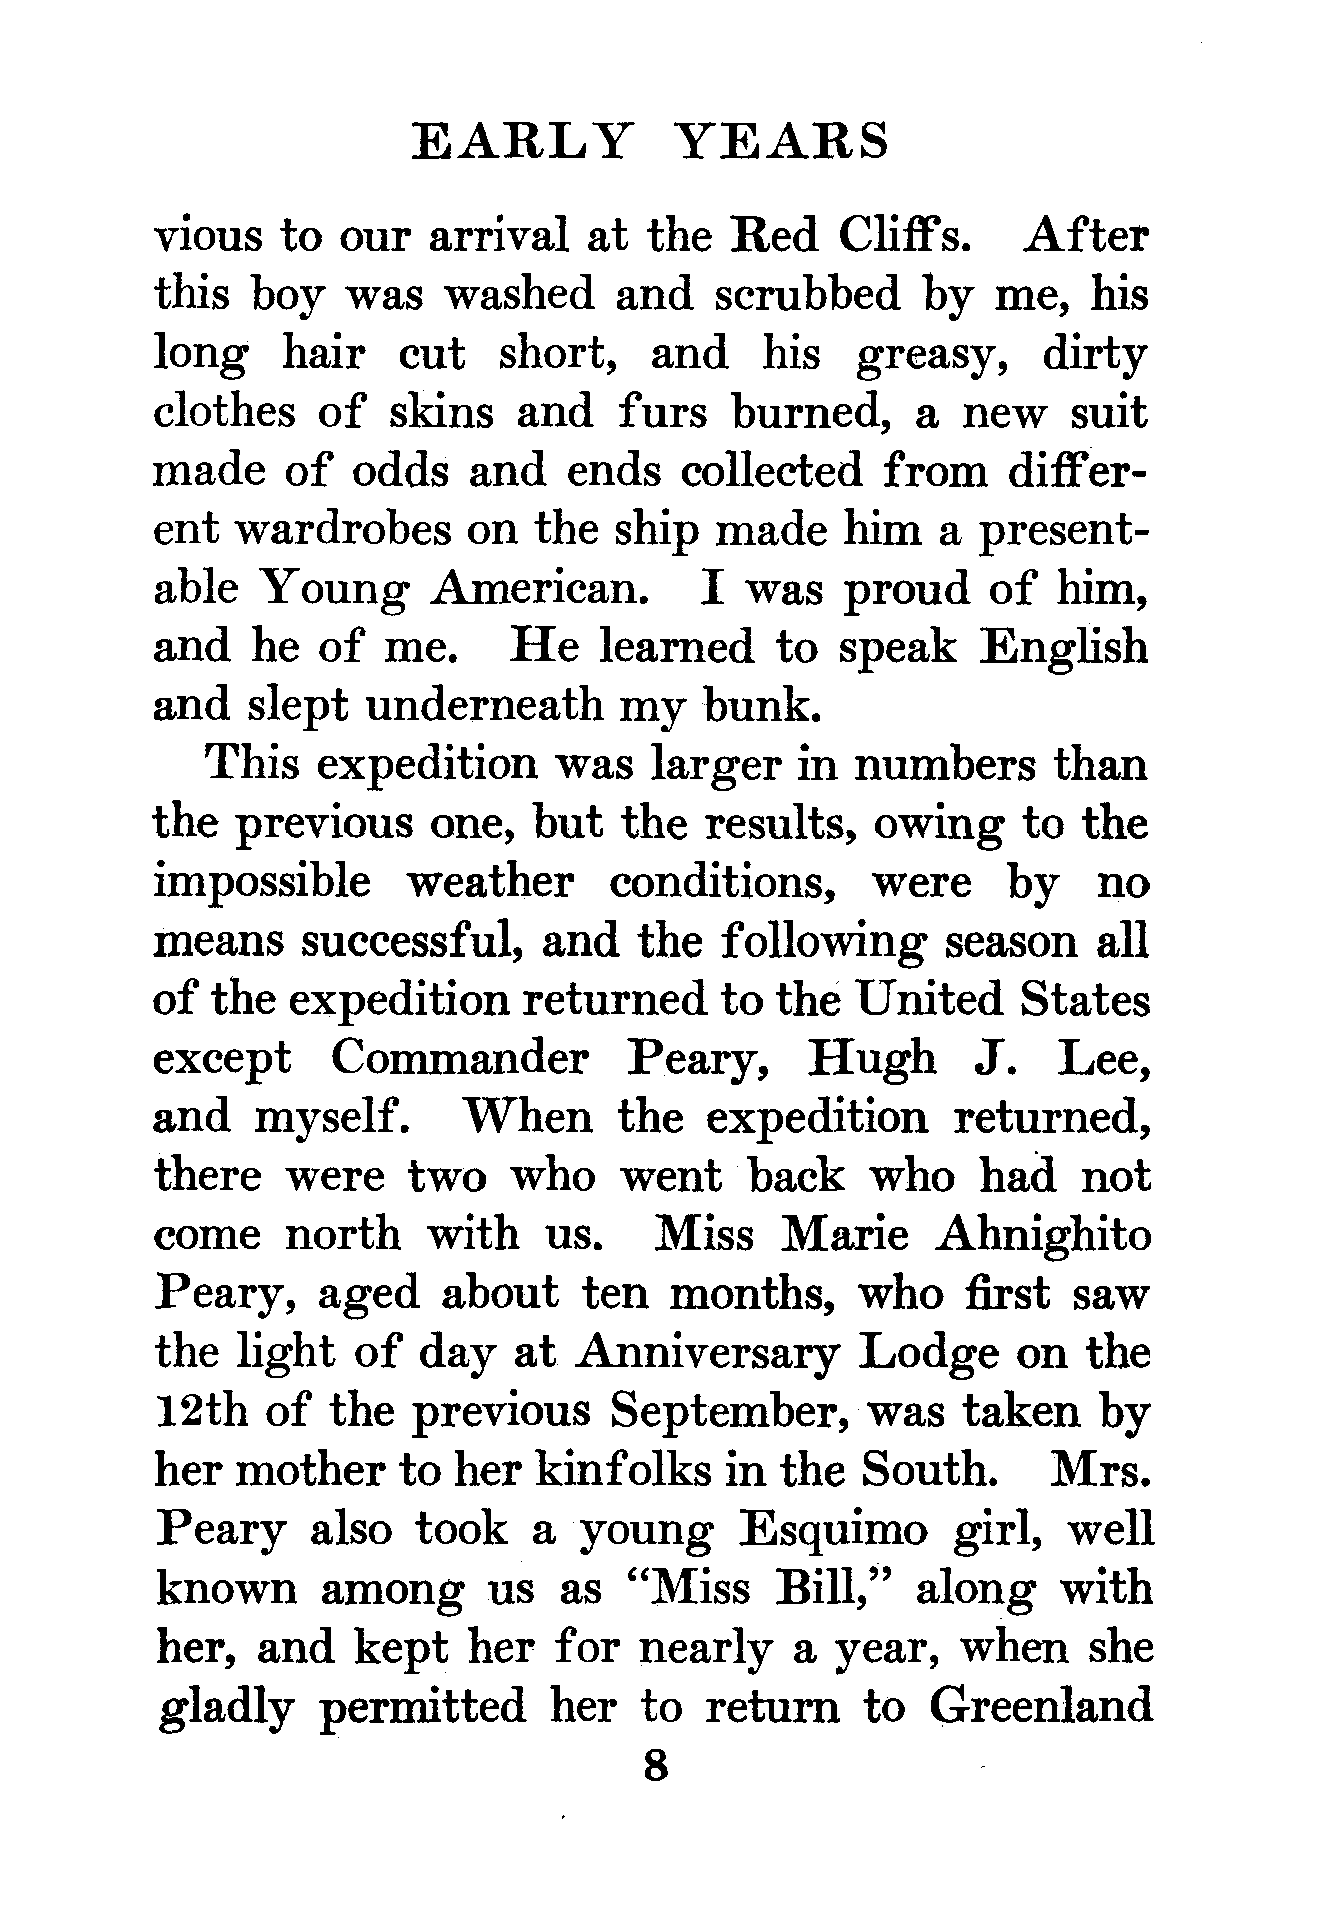 EARLY YEARS
vious to our arrival at the Red Cliffs. After
this boy was washed and scrubbed by me, his
long hair cut short, and his greasy, dirty
clothes of skins and furs burned, a new suit
made of odds and ends collected from differ-
ent wardrobes on the ship made him a present-
able Young American. I was proud of him,
and he of me. He learned to speak English
and slept underneath my bunk.
This expedition was larger in numbers than
the previous one, but the results, owing to the
impossible weather conditions, were by no
means successful, and the following season all
of the expedition returned to the United States
except Commander Peary, Hugh J. Lee,
and myself. When the expedition returned,
there were two who went back who had not
come north with us. Miss Marie Ahnighito
Peary, aged about ten months, who first saw
the light of day at Anniversary Lodge on the
12th of the previous September, was taken by
her mother to her kinfolks in the South. Mrs.
Peary also took a young Esquimo girl, well
known among us as “Miss Bill,” along with
her, and kept her for nearly a year, when she
gladly permitted her to return to Greenland
8